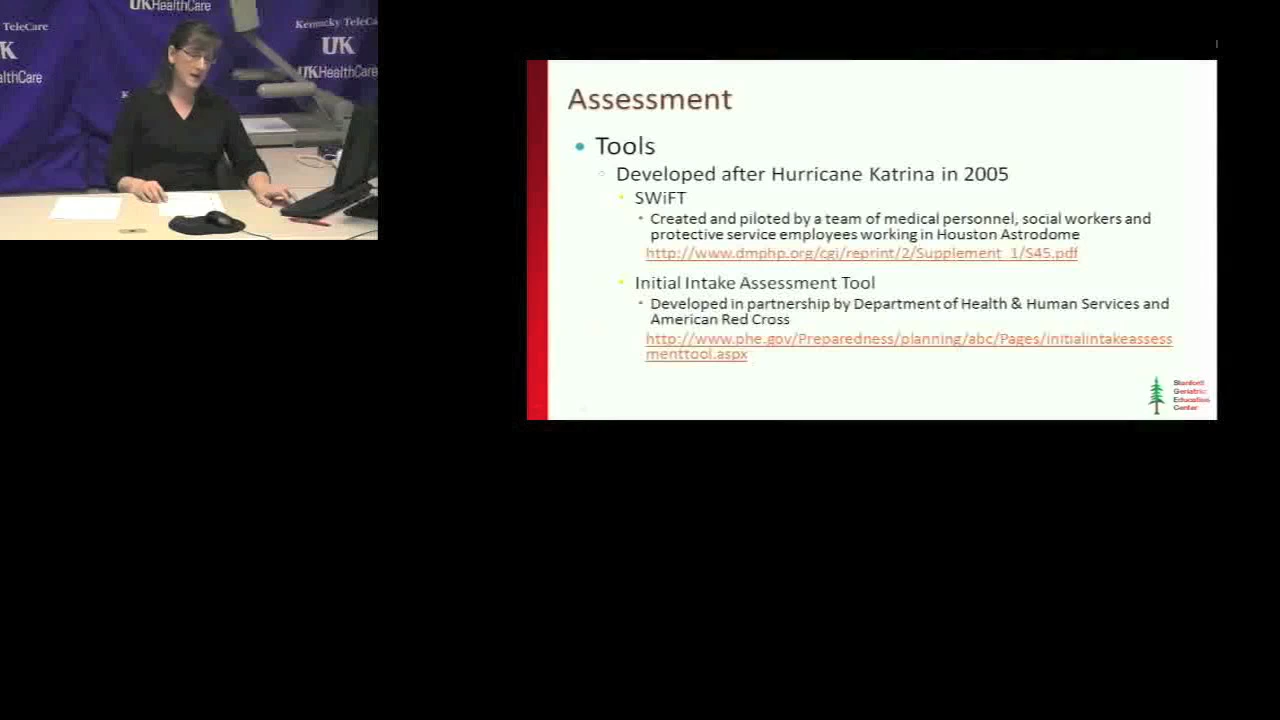 UKHealthCare
TeleCare
Kentucky TeleCa
UK
K
UKHealthCare
althCare
K
Assessment
• Tools
Developed after Hurricane Katrina in 2005
SWiFT
Created and piloted by a team of medical personnel, social workers and
protective service employees working in Houston Astrodome
http://www.dmphp.org/cgi/reprint/2/Supplement_1/S45.pdf
Initial Intake Assessment Tool
Developed in partnership by Department of Health & Human Services and
American Red Cross
http://www.phe.gov/Preparedness/planning/abc/Pages/initialintakeassess
menttool.aspx
Stanford
Geriatric
Education
Center